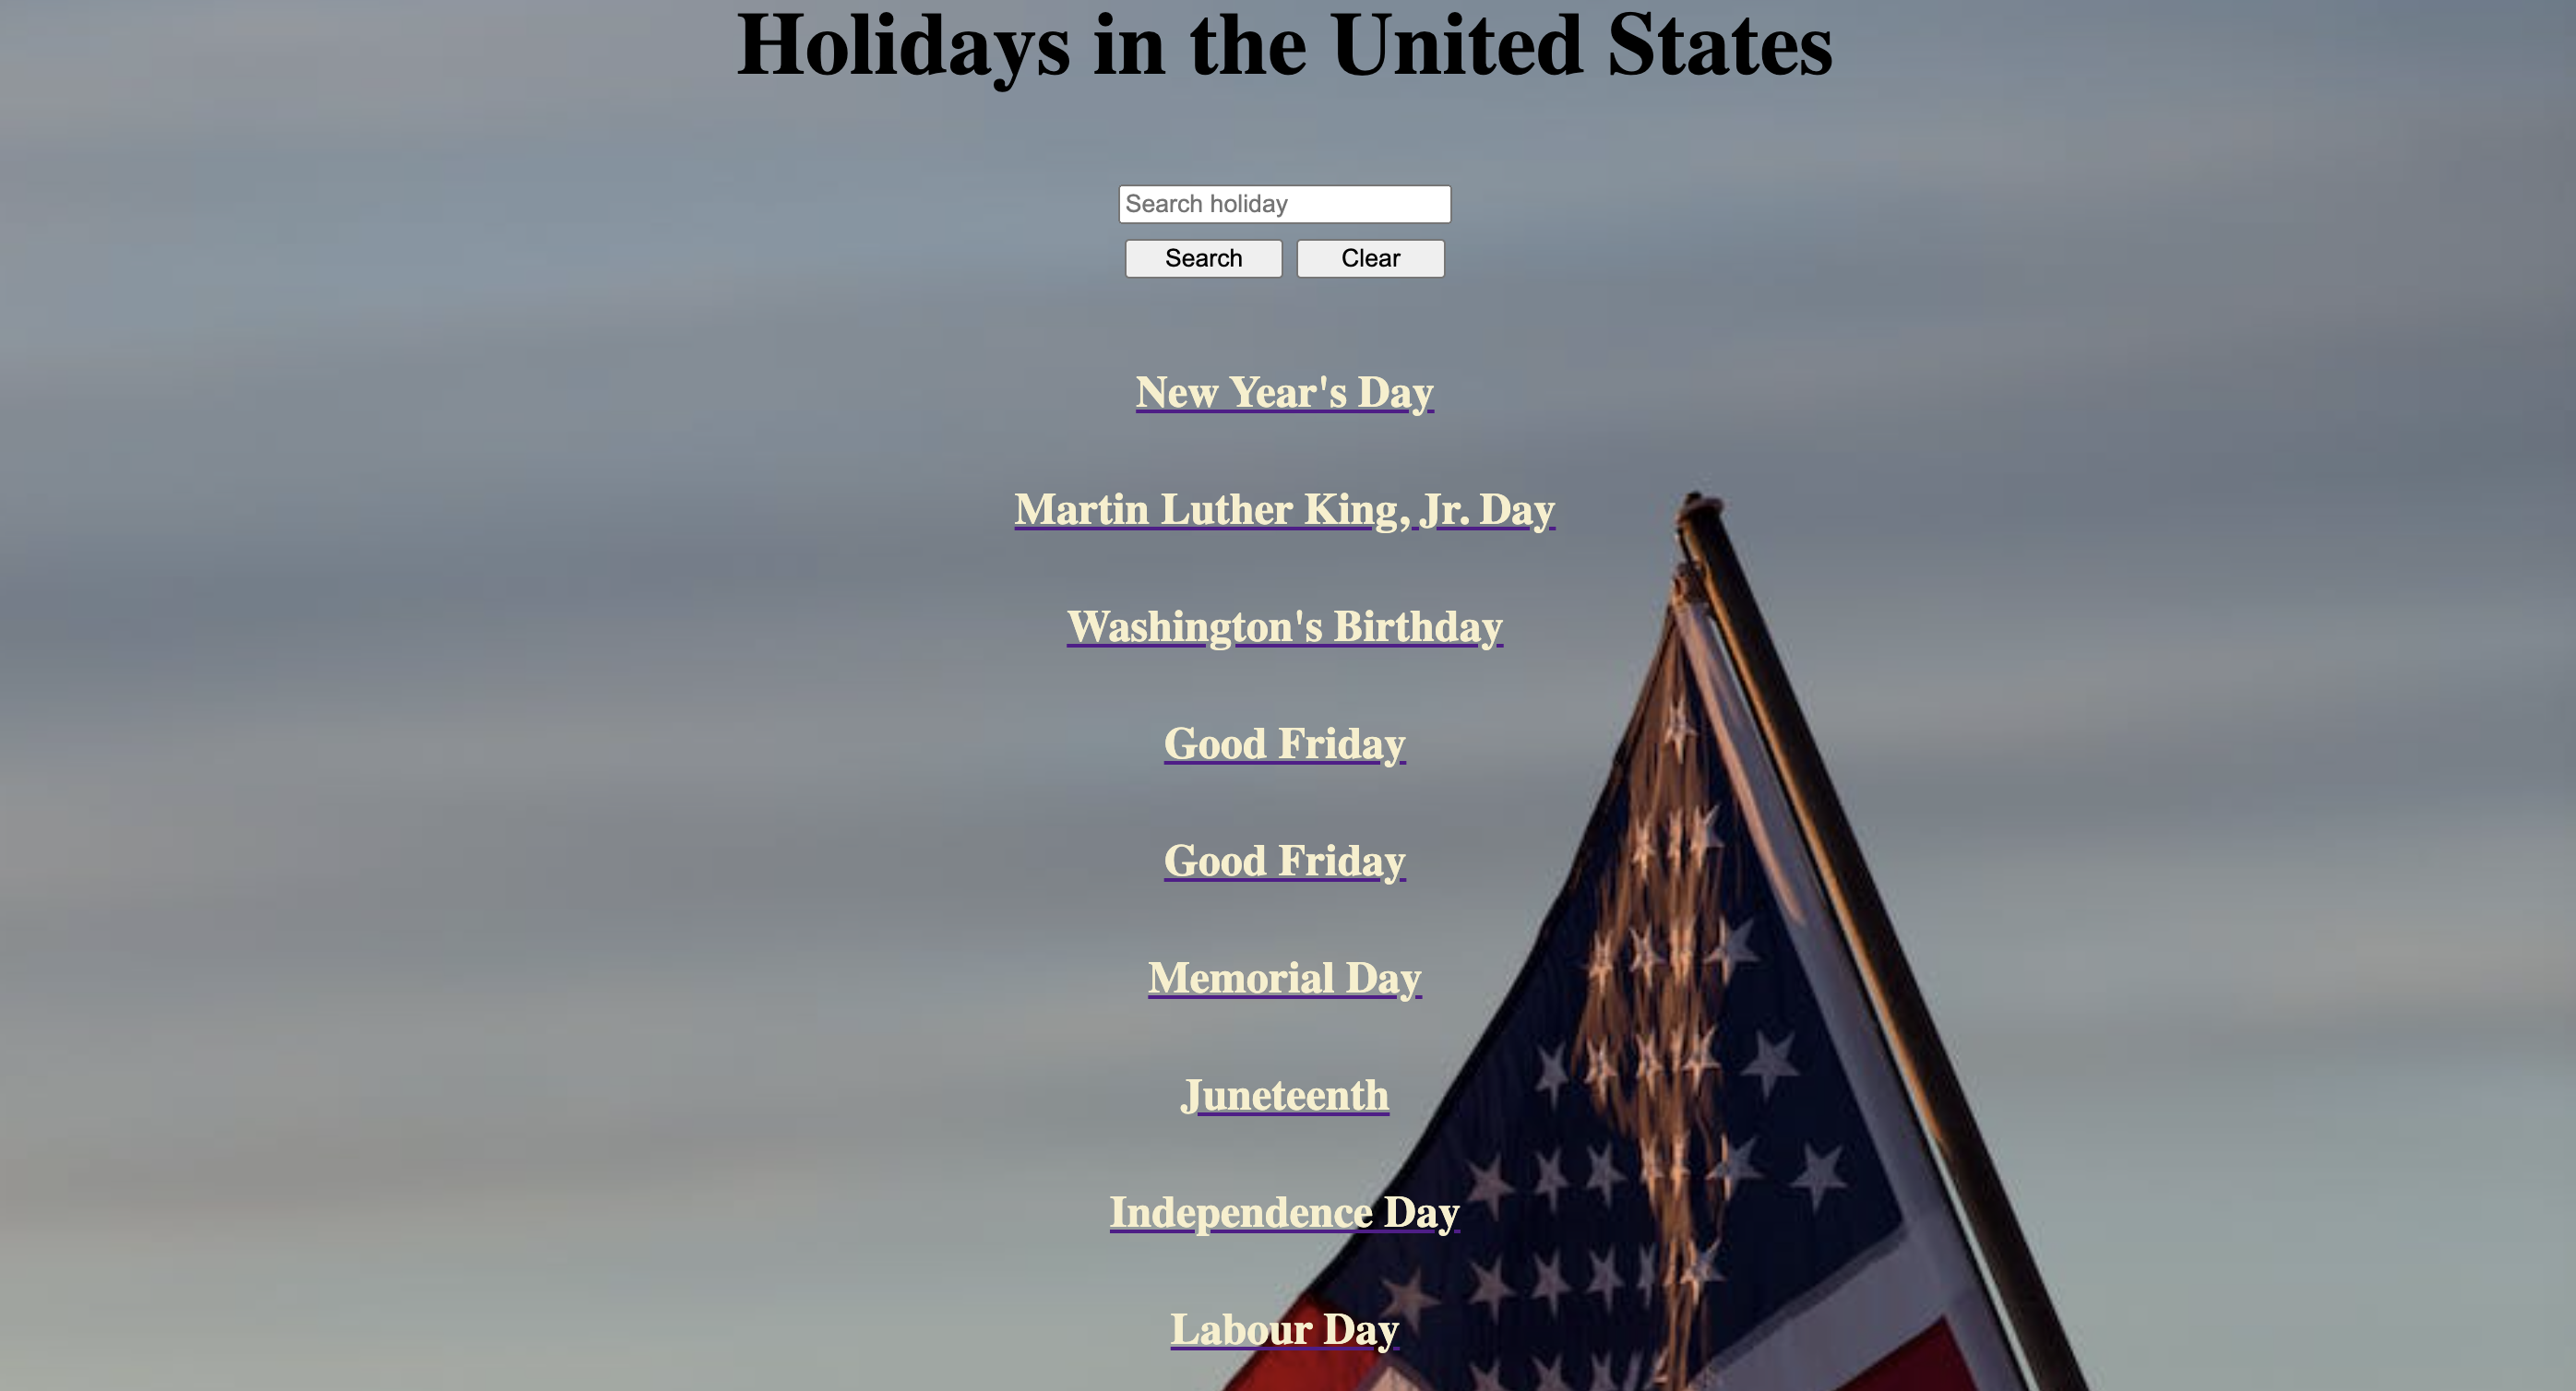 Holidays in the United States
Search holiday
Search Clear
New Year's Day
Martin Luther King, Jr. Day
Washington's Birthday
Good Friday
Good Friday
Memorial Day
Juneteenth
Independence Day
Labour Day